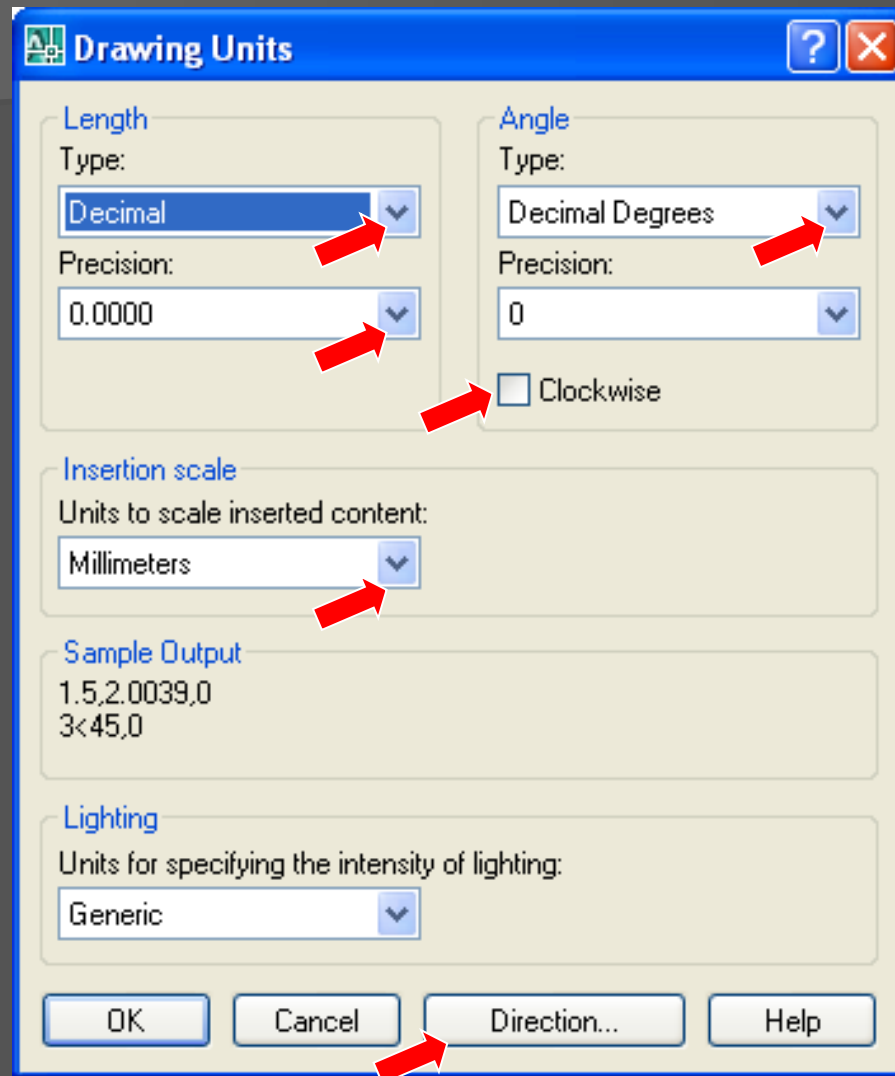 Drawing Units
Length
Type:
Decimal
Precision:
0.0000
Angle
Type:
Decimal Degrees
Precision:
0
Clockwise
Insertion scale
Units to scale inserted content:
Millimeters
Sample Output
1.5,2.0039,0
3<45,0
Lighting
Units for specifying the intensity of lighting:
Generic
OK
Cancel
Direction...
Help